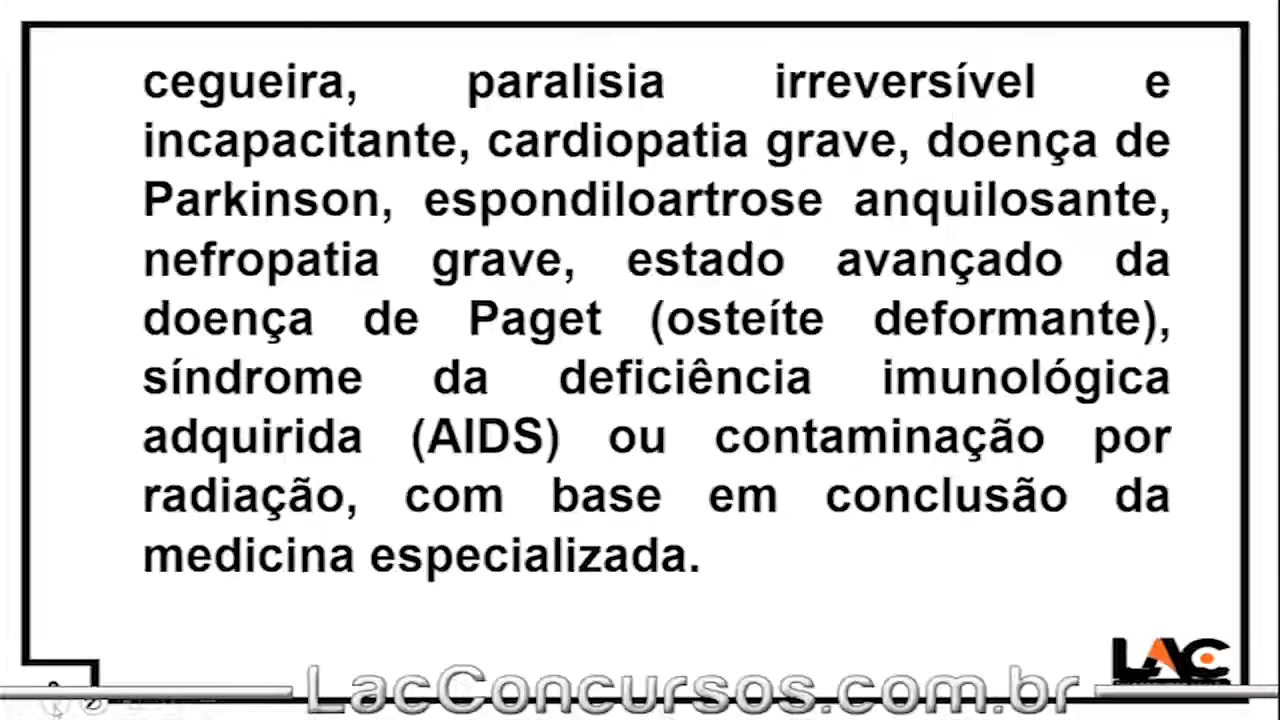 cegueira, paralisia irreversível e
incapacitante, cardiopatia grave, doença de
Parkinson, espondiloartrose anquilosante,
nefropatia grave, estado avançado da
doença de Paget (osteíte deformante),
síndrome da deficiência imunológica
adquirida (AIDS) ou contaminação por
radiação, com base em conclusão da
medicina especializada.
LAC
LacConcursos.com.br